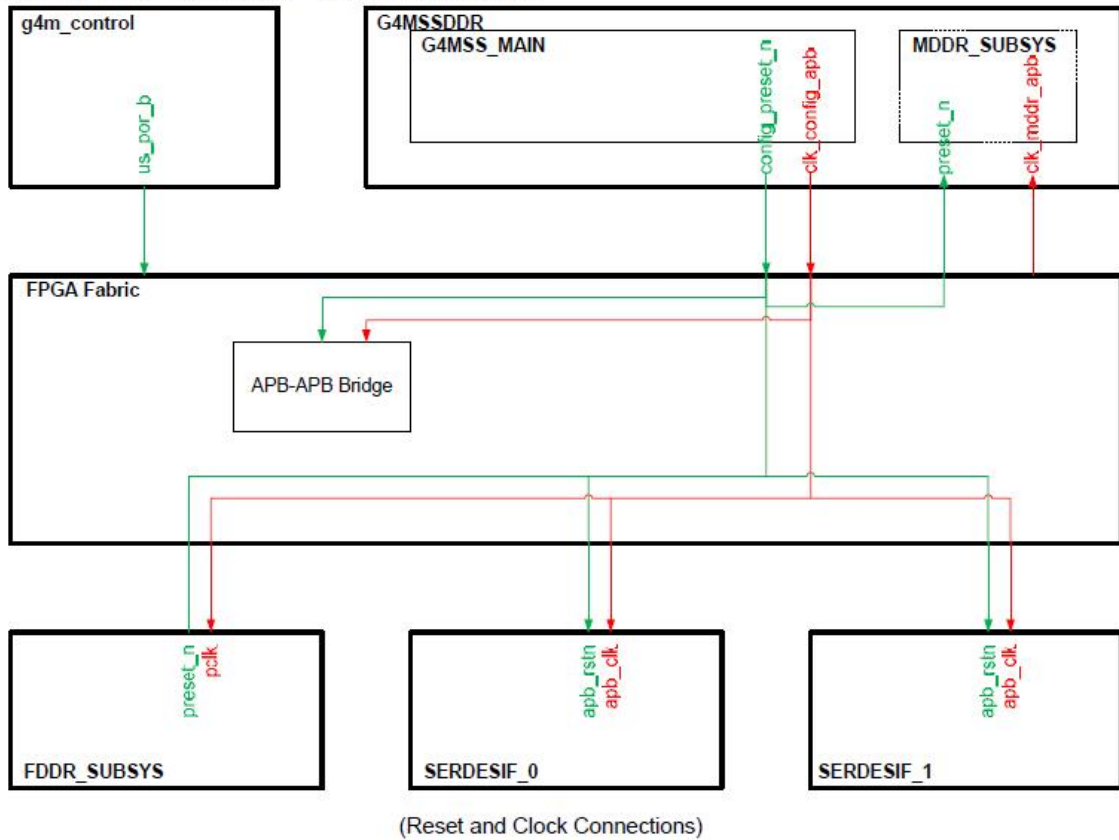 g4m_control
G4MSSDDR
G4MSS_MAIN
MDDR_SUBSYS
us_por_b
config_preset_n
clk_config_apb
preset_n
clk_mddr_apb
FPGA Fabric
APB-APB Bridge
preset_n
pclk
apb_rstn
apb_clk
apb_rstn
apb_clk
FDDR_SUBSYS
SERDESIF_0
SERDESIF_1
(Reset and Clock Connections)